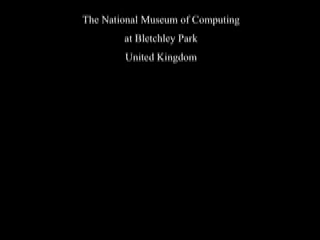 The National Museum of Computing
at Bletchley Park
United Kingdom